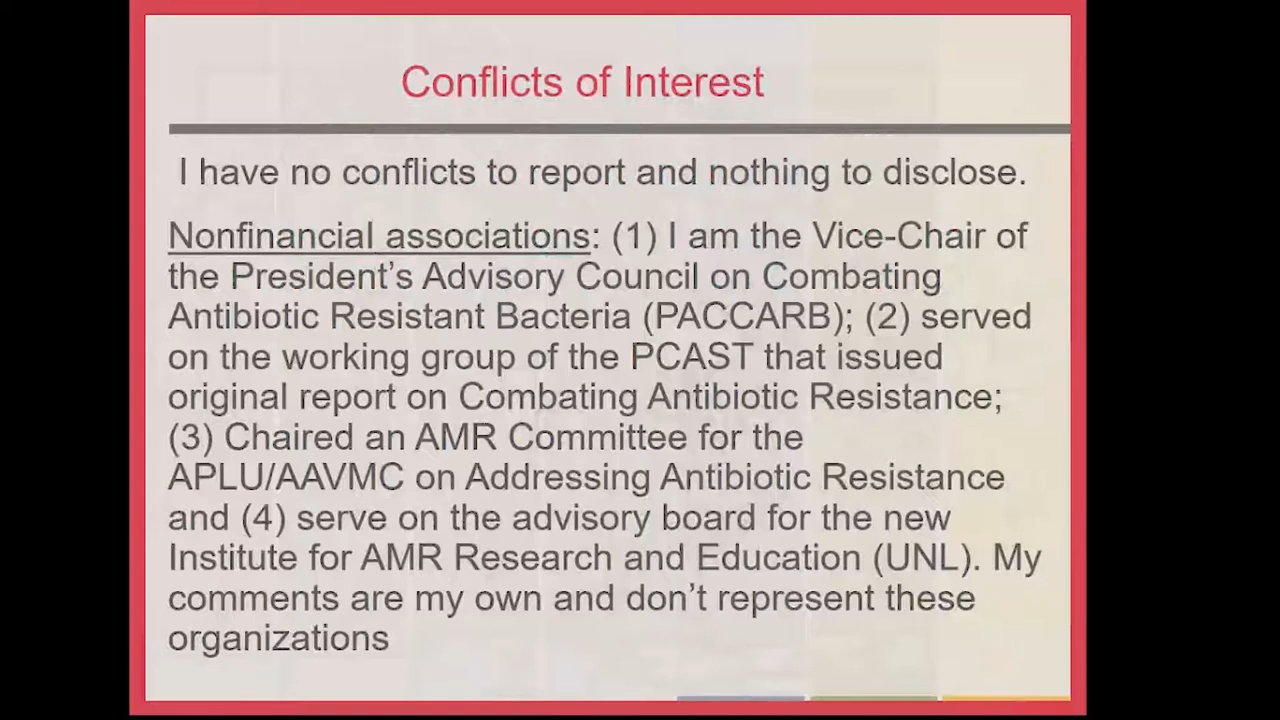 Conflicts of Interest
I have no conflicts to report and nothing to disclose.
Nonfinancial associations: (1) I am the Vice-Chair of
the President’s Advisory Council on Combating
Antibiotic Resistant Bacteria (PACCARB); (2) served
on the working group of the PCAST that issued
original report on Combating Antibiotic Resistance;
(3) Chaired an AMR Committee for the
APLU/AAVMC on Addressing Antibiotic Resistance
and (4) serve on the advisory board for the new
Institute for AMR Research and Education (UNL). My
comments are my own and don’t represent these
organizations